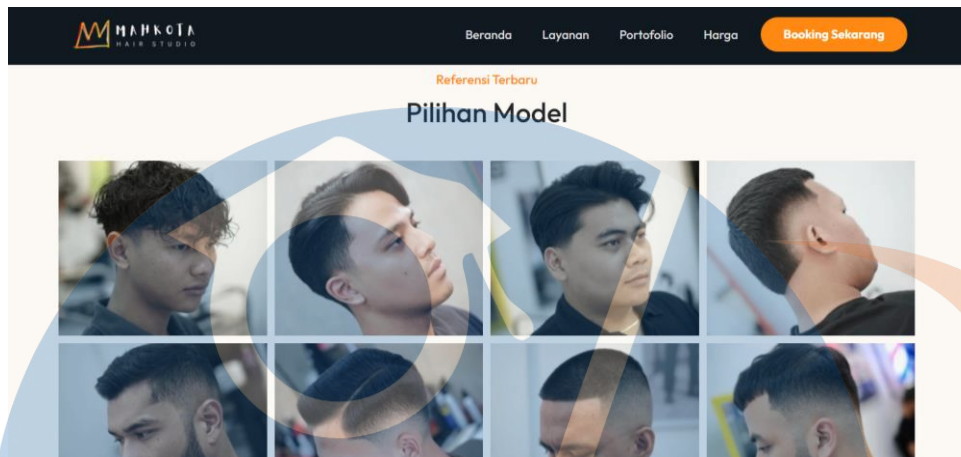 MAHKOTA
HAIR STUDIO
Beranda Layanan Portofolio Harga Booking Sekarang
Referensi Terbaru
Pilihan Model